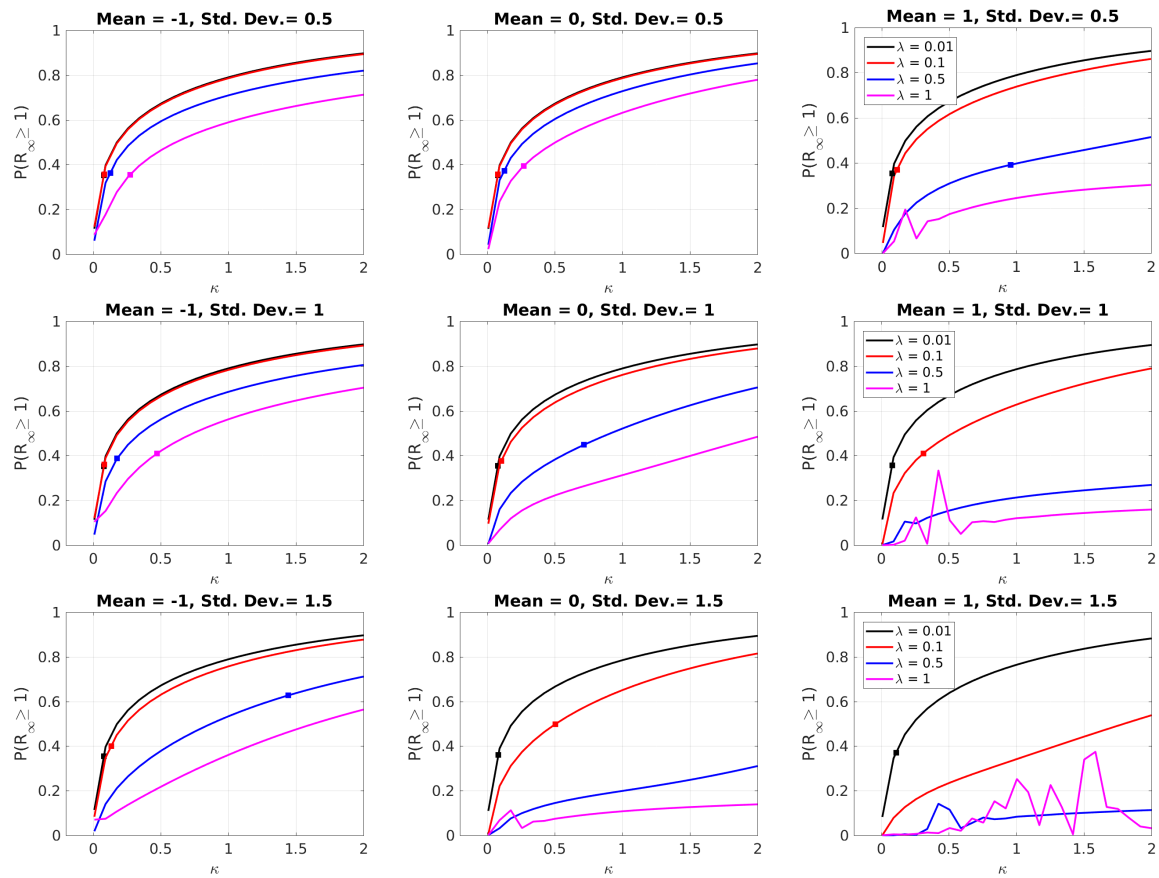 Mean = -1, Std. Dev.= 0.5
Mean = 0, Std. Dev.= 0.5
Mean = 1, Std. Dev.= 0.5
P(R∞≥ 1)
1
0.8
0.6
0.4
0.2
0
0 0.5 1 1.5 2
κ
P(R∞≥ 1)
1
0.8
0.6
0.4
0.2
0
0 0.5 1 1.5 2
κ
P(R∞≥ 1)
1
0.8
0.6
0.4
0.2
0
λ = 0.01
λ = 0.1
λ = 0.5
λ = 1
0 0.5 1 1.5 2
κ
Mean = -1, Std. Dev.= 1
Mean = 0, Std. Dev.= 1
Mean = 1, Std. Dev.= 1
P(R∞≥ 1)
1
0.8
0.6
0.4
0.2
0
0 0.5 1 1.5 2
κ
P(R∞≥ 1)
1
0.8
0.6
0.4
0.2
0
0 0.5 1 1.5 2
κ
P(R∞≥ 1)
1
0.8
0.6
0.4
0.2
0
λ = 0.01
λ = 0.1
λ = 0.5
λ = 1
0 0.5 1 1.5 2
κ
Mean = -1, Std. Dev.= 1.5
Mean = 0, Std. Dev.= 1.5
Mean = 1, Std. Dev.= 1.5
P(R∞≥ 1)
1
0.8
0.6
0.4
0.2
0
0 0.5 1 1.5 2
κ
P(R∞≥ 1)
1
0.8
0.6
0.4
0.2
0
0 0.5 1 1.5 2
κ
P(R∞≥ 1)
1
0.8
0.6
0.4
0.2
0
λ = 0.01
λ = 0.1
λ = 0.5
λ = 1
0 0.5 1 1.5 2
κ